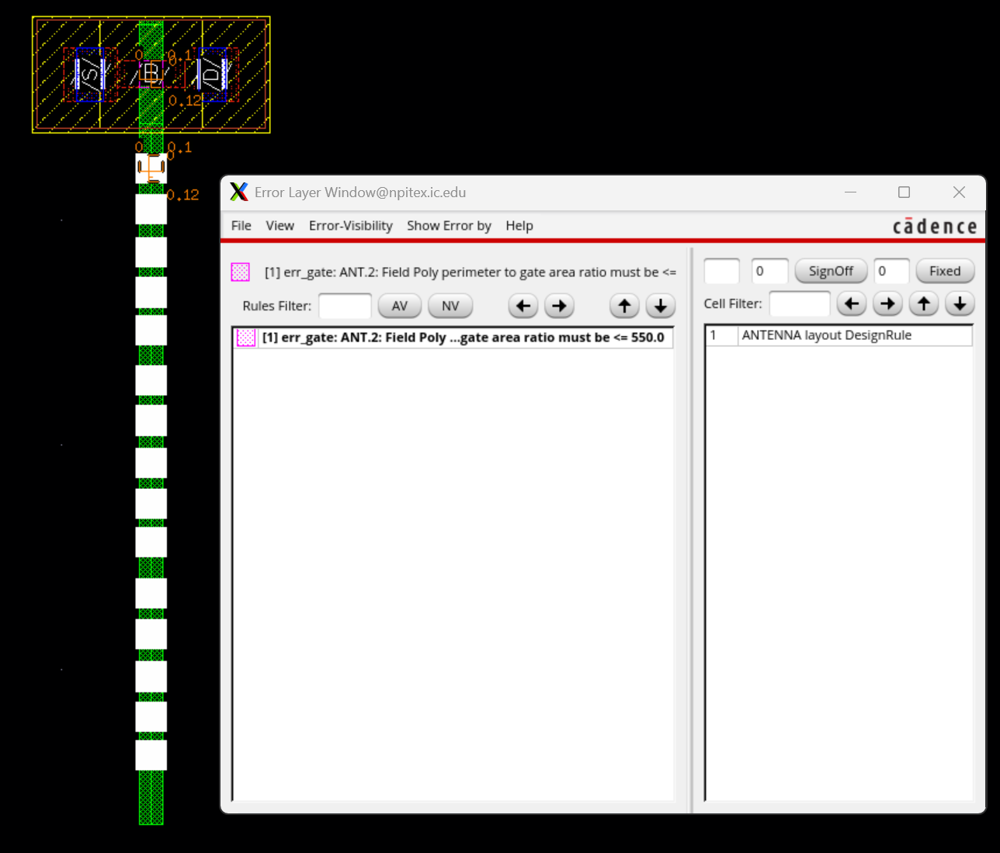 /S/
/B/
/D/
0 0.1
0
0.12
0 0.1
0
0.12
Error Layer Window@npitex.ic.edu
File View Error-Visibility Show Error by Help
cādence
[1] err_gate: ANT.2: Field Poly perimeter to gate area ratio must be <=
0 SignOff 0 Fixed
Rules Filter: AV NV
Cell Filter:
[1] err_gate: ANT.2: Field Poly ...gate area ratio must be <= 550.0
1 ANTENNA layout DesignRule